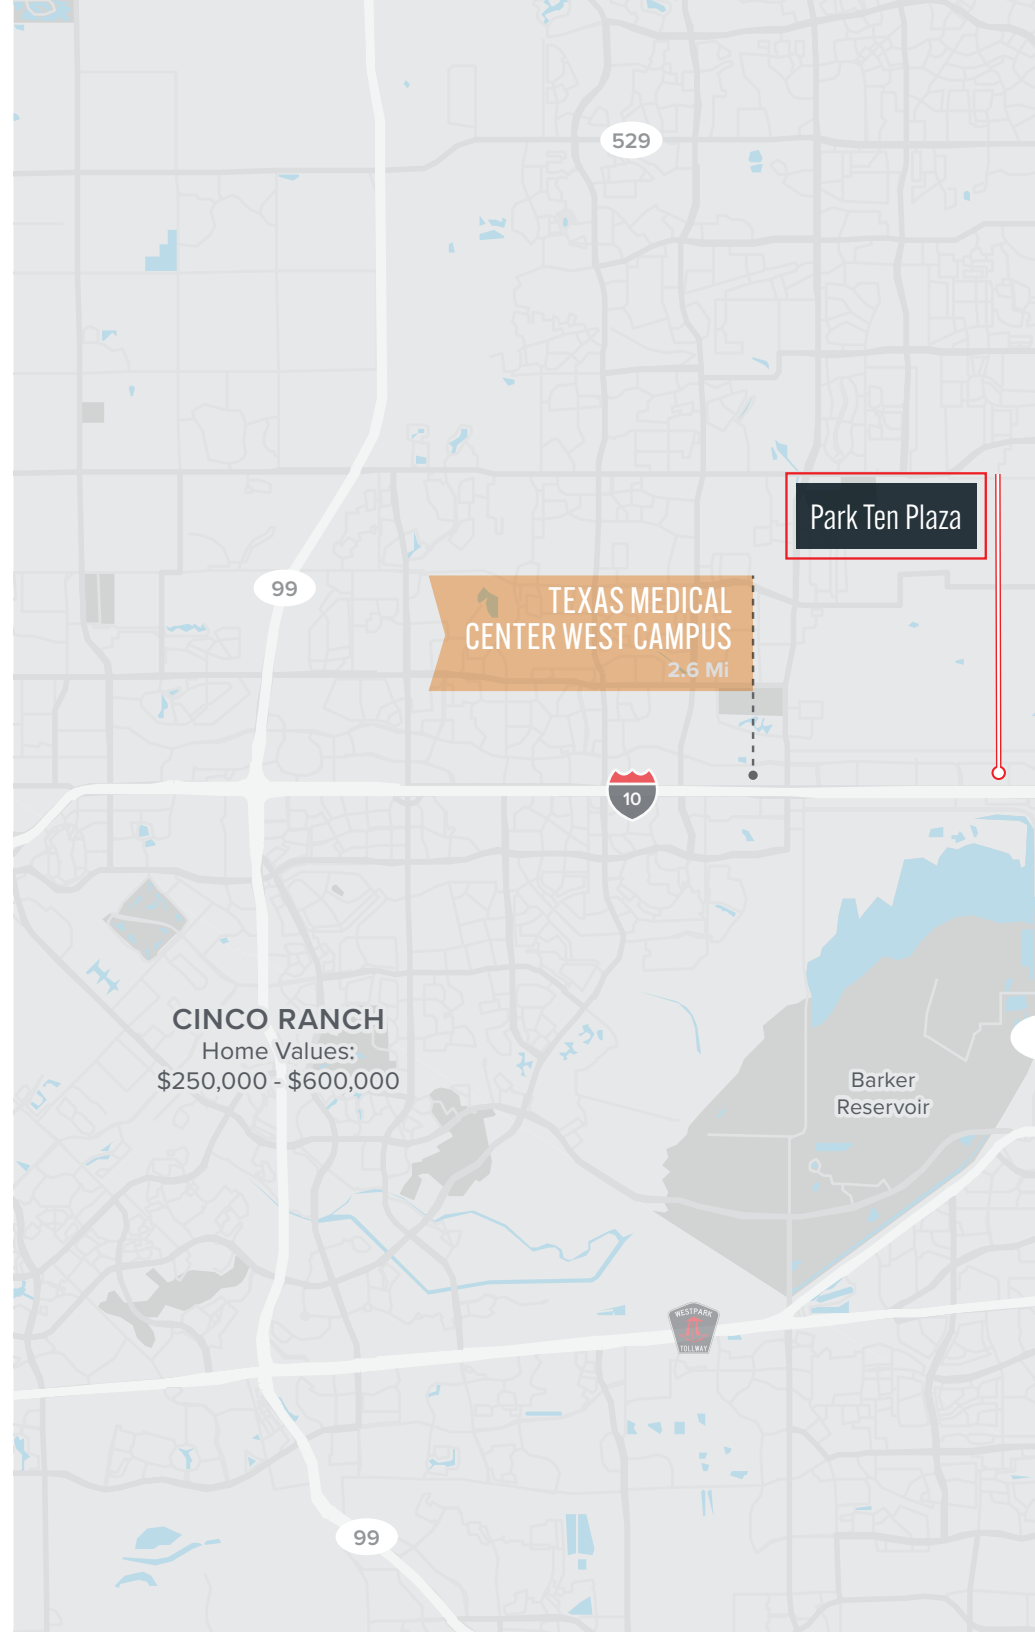 529
Park Ten Plaza
99
TEXAS MEDICAL
CENTER WEST CAMPUS
2.6 Mi
10
CINCO RANCH
Home Values:
$250,000 - $600,000
Barker
Reservoir
WESTPARK
TOLLWAY
99